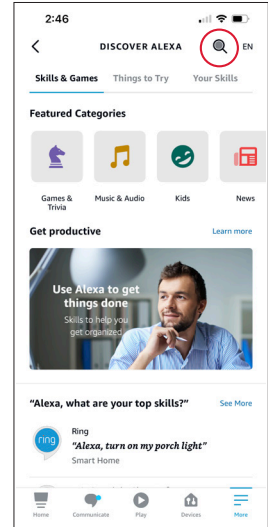 2:46
DISCOVER ALEXA
EN
Skills & Games Things to Try Your Skills
Featured Categories
Games & Trivia
Music & Audio
Kids
News
Get productive
Learn more
Use Alexa to get
things done
Skills to help you
get organized
"Alexa, what are your top skills?"
See More
ring
Ring
"Alexa, turn on my porch light"
Smart Home
Home Communicate Play Devices More